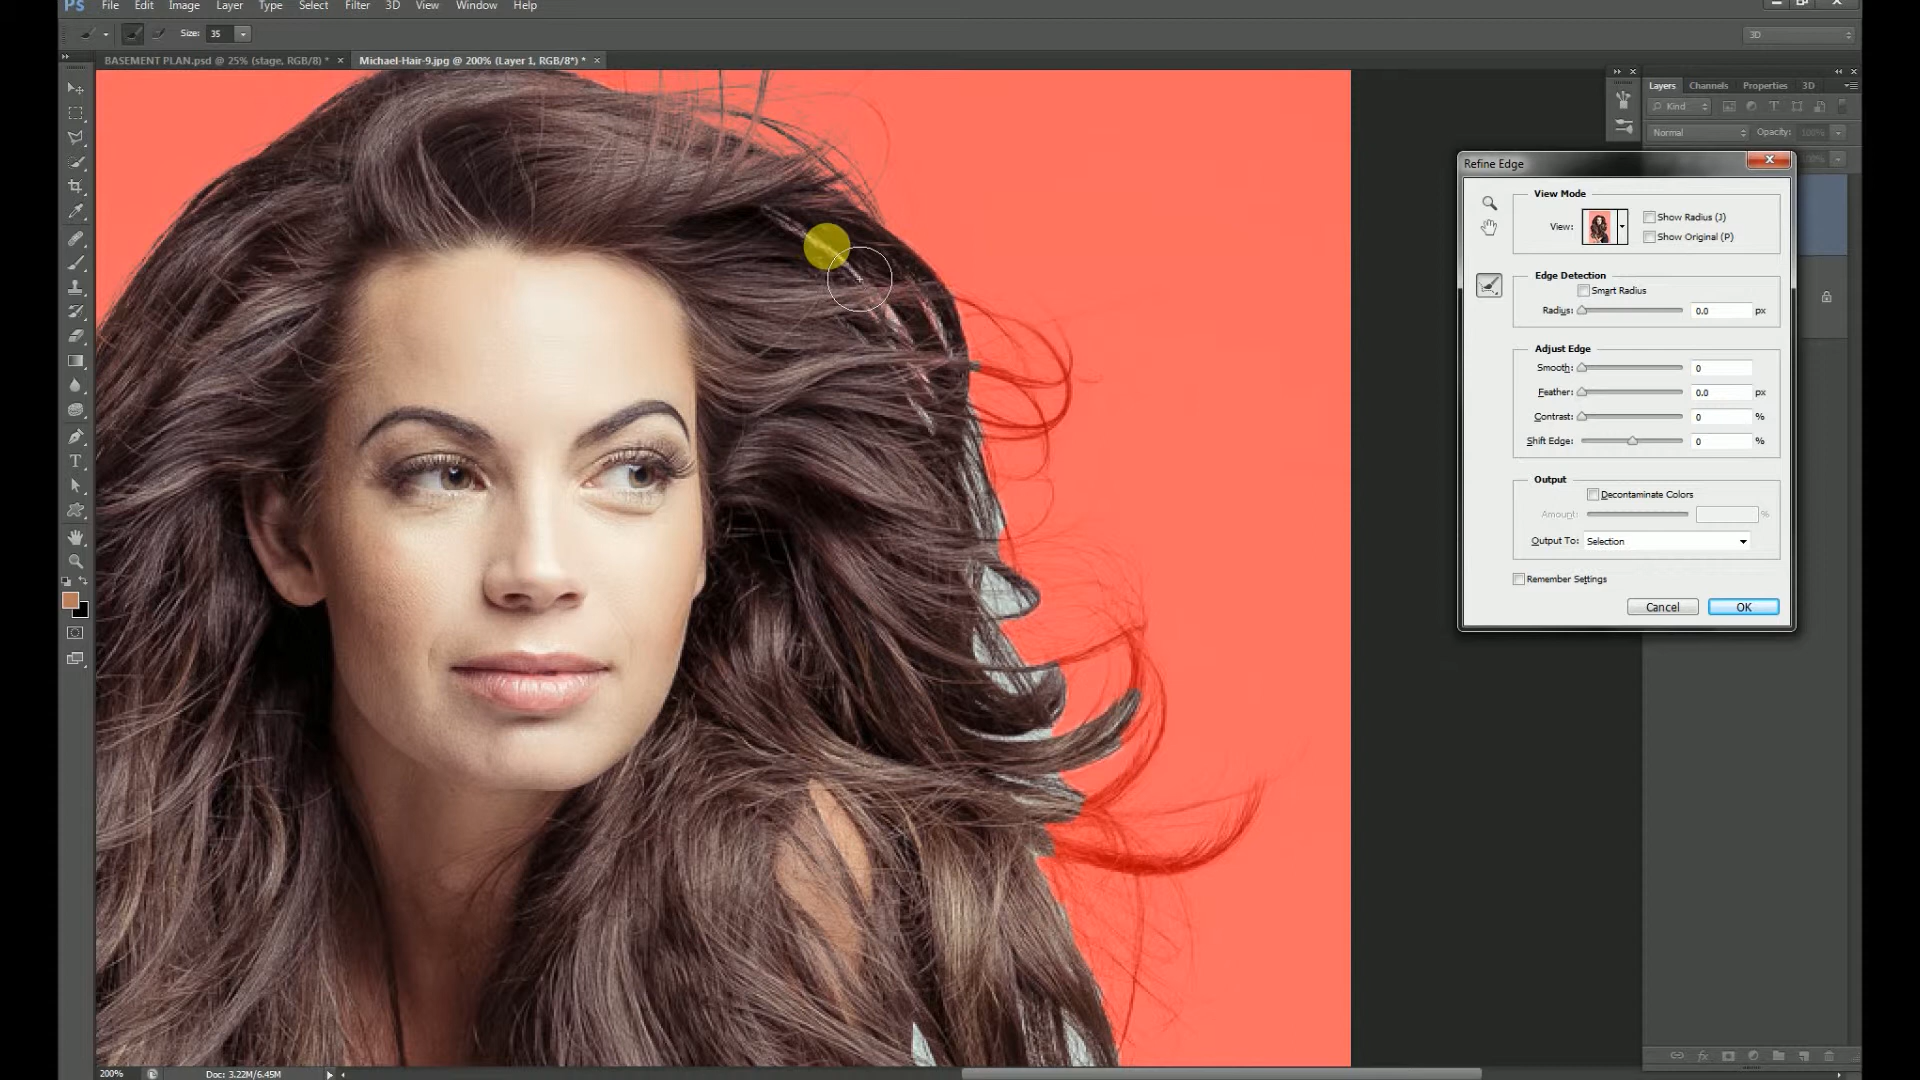 Ps File Edit Image Layer Type Select Filter 3D View Window Help
Size: 35 3D
BASEMENT PLAN.psd @ 25% (stage, RGB/8) * × Michael-Hair-9.jpg @ 200% (Layer 1, RGB/8*) * ×
Layers Channels Properties 3D
Kind
Normal Opacity: 100%
Refine Edge
View Mode
View: Show Radius (J)
Show Original (P)
Edge Detection
Smart Radius
Radius: 0.0 px
Adjust Edge
Smooth: 0
Feather: 0.0 px
Contrast: 0 %
Shift Edge: 0 %
Output
Decontaminate Colors
Amount: %
Output To: Selection
Remember Settings
Cancel OK
200% Doc: 3.22M/6.45M